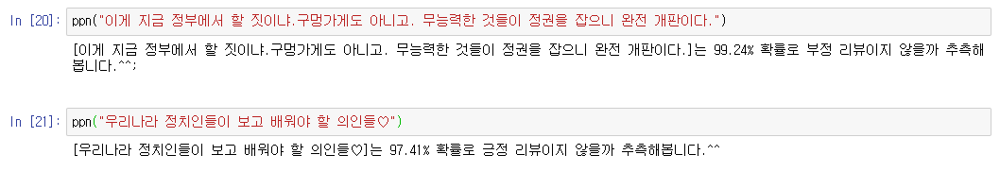 In [20]: ppn("이게 지금 정부에서 할 짓이냐.구멍가게도 아니고. 무능력한 것들이 정권을 잡으니 완전 개판이다.")
[이게 지금 정부에서 할 짓이냐.구멍가게도 아니고. 무능력한 것들이 정권을 잡으니 완전 개판이다.]는 99.24% 확률로 부정 리뷰이지 않을까 추측해
봅니다.^^;
In [21]: ppn("우리나라 정치인들이 보고 배워야 할 의인들♡")
[우리나라 정치인들이 보고 배워야 할 의인들♡]는 97.41% 확률로 긍정 리뷰이지 않을까 추측해봅니다.^^